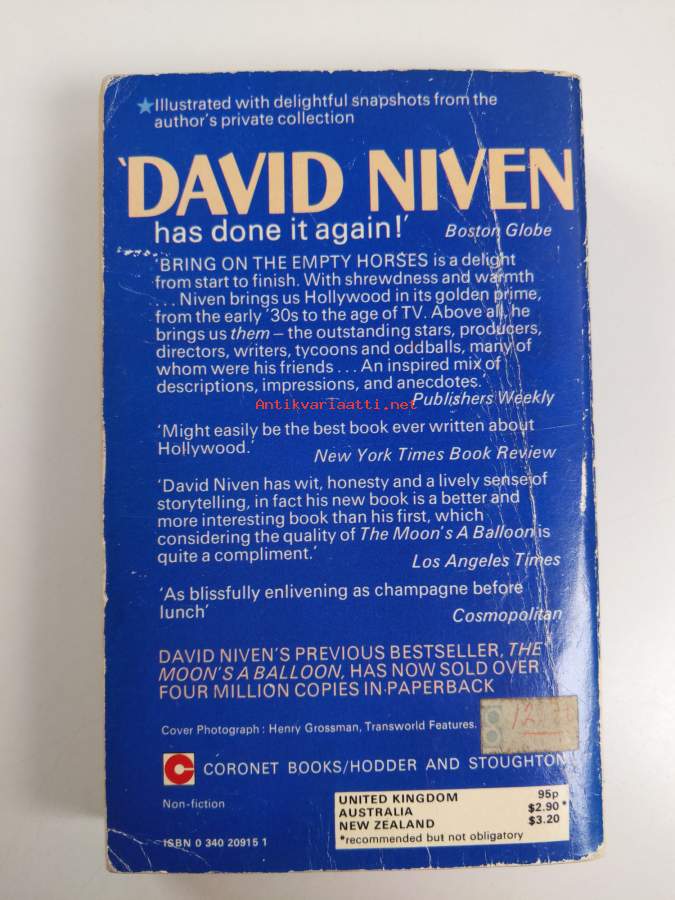 ★Illustrated with delightful snapshots from the
author's private collection
'DAVID NIVEN
has done it again!' Boston Globe
'BRING ON THE EMPTY HORSES is a delight
from start to finish. With shrewdness and warmth
... Niven brings us Hollywood in its golden prime,
from the early '30s to the age of TV. Above all, he
brings us them – the outstanding stars, producers,
directors, writers, tycoons and oddballs, many of
whom were his friends ... An inspired mix of
descriptions, impressions, and anecdotes.'
Antikvariaatti.net
Publishers Weekly
'Might easily be the best book ever written about
Hollywood.' New York Times Book Review
'David Niven has wit, honesty and a lively sense of
storytelling, in fact his new book is a better and
more interesting book than his first, which
considering the quality of The Moon's A Balloon is
quite a compliment.' Los Angeles Times
'As blissfully enlivening as champagne before
lunch' Cosmopolitan
DAVID NIVEN'S PREVIOUS BESTSELLER, THE
MOON'S A BALLOON, HAS NOW SOLD OVER
FOUR MILLION COPIES IN PAPERBACK
Cover Photograph: Henry Grossman, Transworld Features.
CORONET BOOKS/HODDER AND STOUGHTON
Non-fiction
UNITED KINGDOM 95p
AUSTRALIA $2.90*
NEW ZEALAND $3.20
*recommended but not obligatory
ISBN 0 340 20915 1